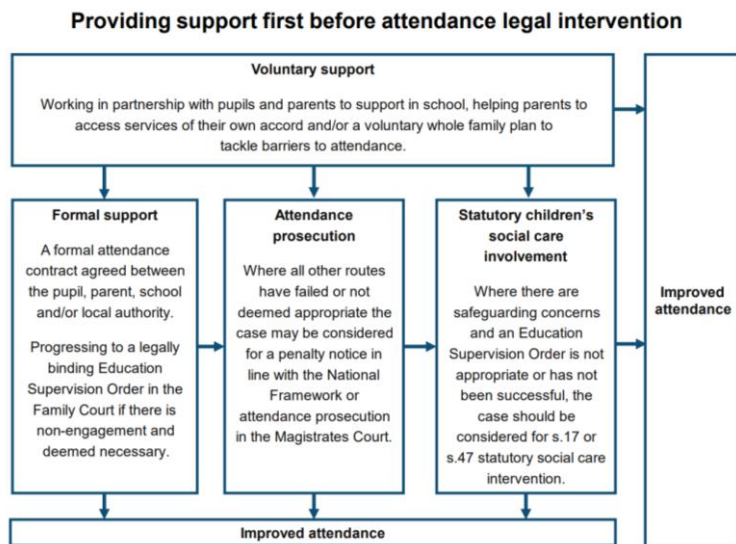 Providing support first before attendance legal intervention
Voluntary support
Working in partnership with pupils and parents to support in school, helping parents to
access services of their own accord and/or a voluntary whole family plan to
tackle barriers to attendance.
Formal support
A formal attendance
contract agreed between
the pupil, parent, school
and/or local authority.
Progressing to a legally
binding Education
Supervision Order in the
Family Court if there is
non-engagement and
deemed necessary.
Attendance
prosecution
Where all other routes
have failed or not
deemed appropriate the
case may be considered
for a penalty notice in
line with the National
Framework or
attendance prosecution
in the Magistrates Court.
Statutory children's
social care
involvement
Where there are
safeguarding concerns
and an Education
Supervision Order is not
appropriate or has not
been successful, the
case should be
considered for s.17 or
s.47 statutory social care
intervention.
Improved
attendance
Improved attendance